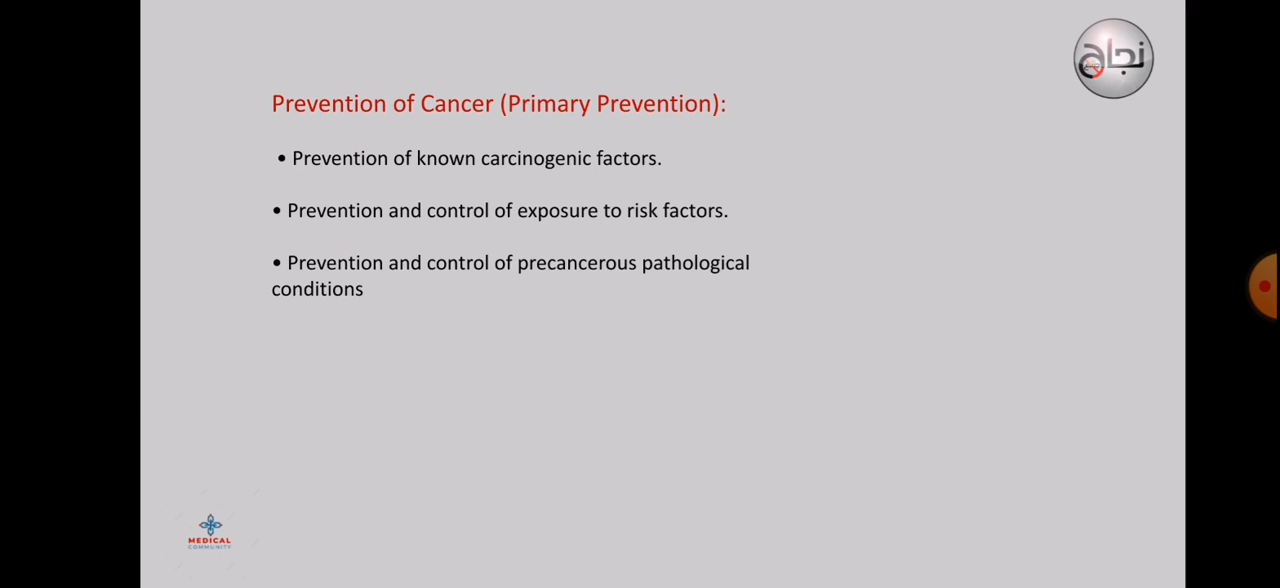 نجاح
Prevention of Cancer (Primary Prevention):
• Prevention of known carcinogenic factors.
• Prevention and control of exposure to risk factors.
• Prevention and control of precancerous pathological
conditions
MEDICAL
COMMUNITY